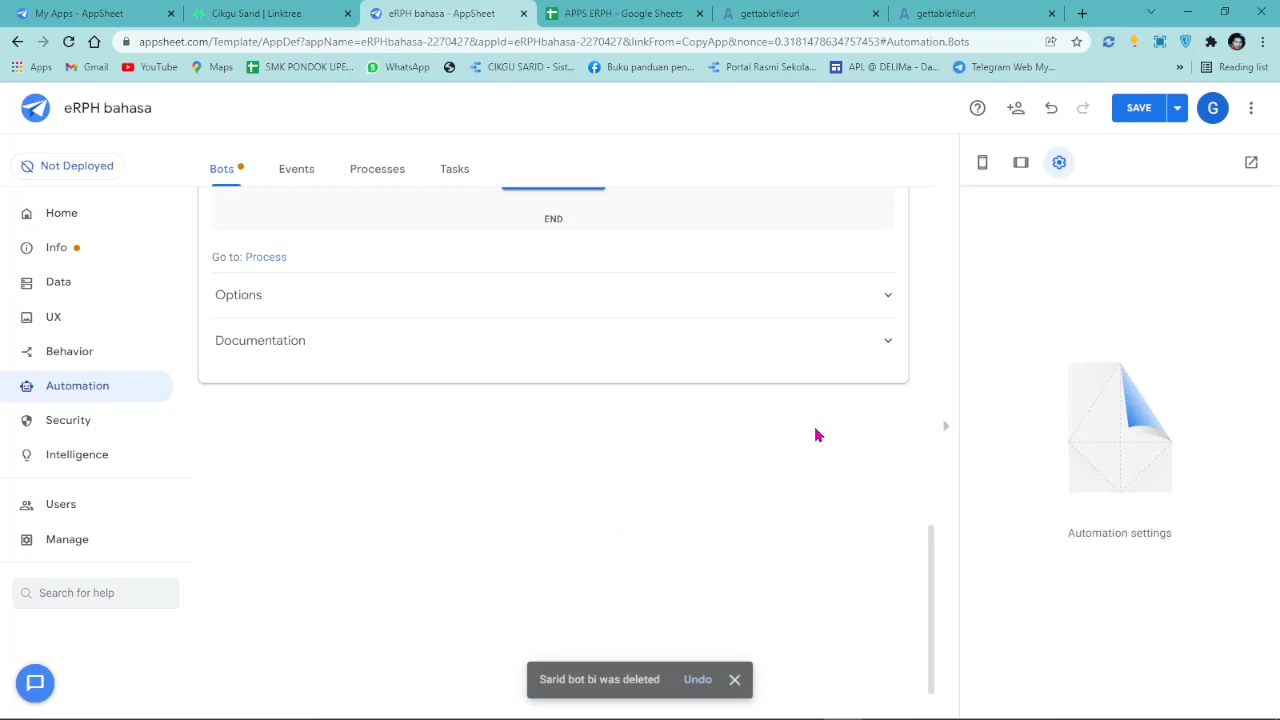 My Apps - AppSheet
Cikgu Sarid | Linktree
eRPH bahasa - AppSheet
APPS ERPH - Google Sheets
gettablefileurl
gettablefileurl
appsheet.com/Template/AppDef?appName=eRPHbahasa-2270427&appId=eRPHbahasa-2270427&linkFrom=CopyApp&nonce=0.3181478634757453#Automation.Bots
Apps
Gmail
YouTube
Maps
SMK PONDOK UPE...
WhatsApp
CIKGU SARID - Sist...
Buku panduan pen...
Portal Rasmi Sekola...
APL @ DELIMa - Da...
Telegram Web My...
»
Reading list
eRPH bahasa
SAVE
G
Not Deployed
Bots
Events
Processes
Tasks
Home
Info
Data
UX
Behavior
Automation
Security
Intelligence
Users
Manage
Search for help
END
Go to: Process
Options
Documentation
Automation settings
Sarid bot bi was deleted
Undo